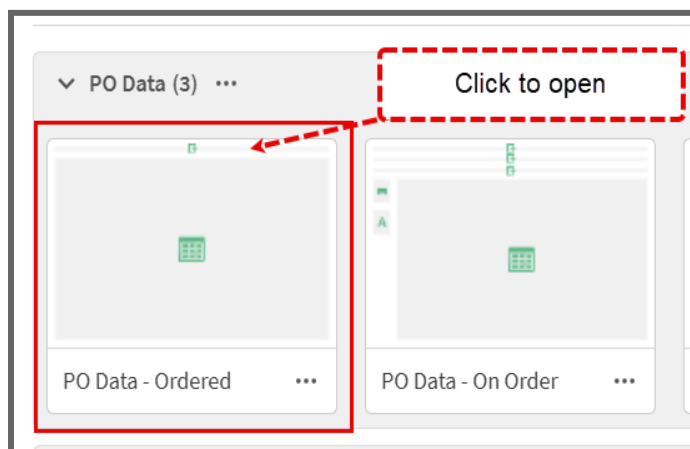 PO Data (3) ...
Click to open
A
PO Data - Ordered ...
PO Data - On Order ...